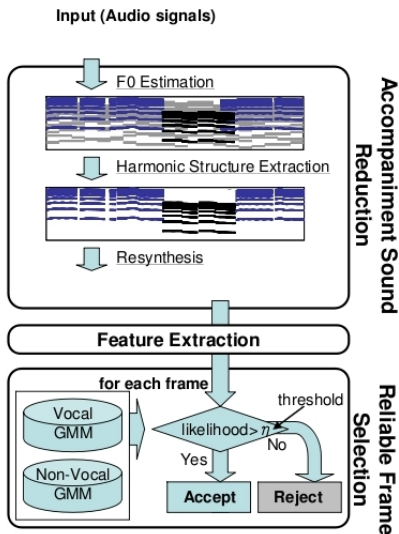 Input (Audio signals)
F0 Estimation
Harmonic Structure Extraction
Resynthesis
Accompaniment Sound
Reduction
Feature Extraction
for each frame
threshold
Vocal
GMM
likelihood> η
No
Yes
Non-Vocal
GMM
Accept
Reject
Reliable Frame
Selection